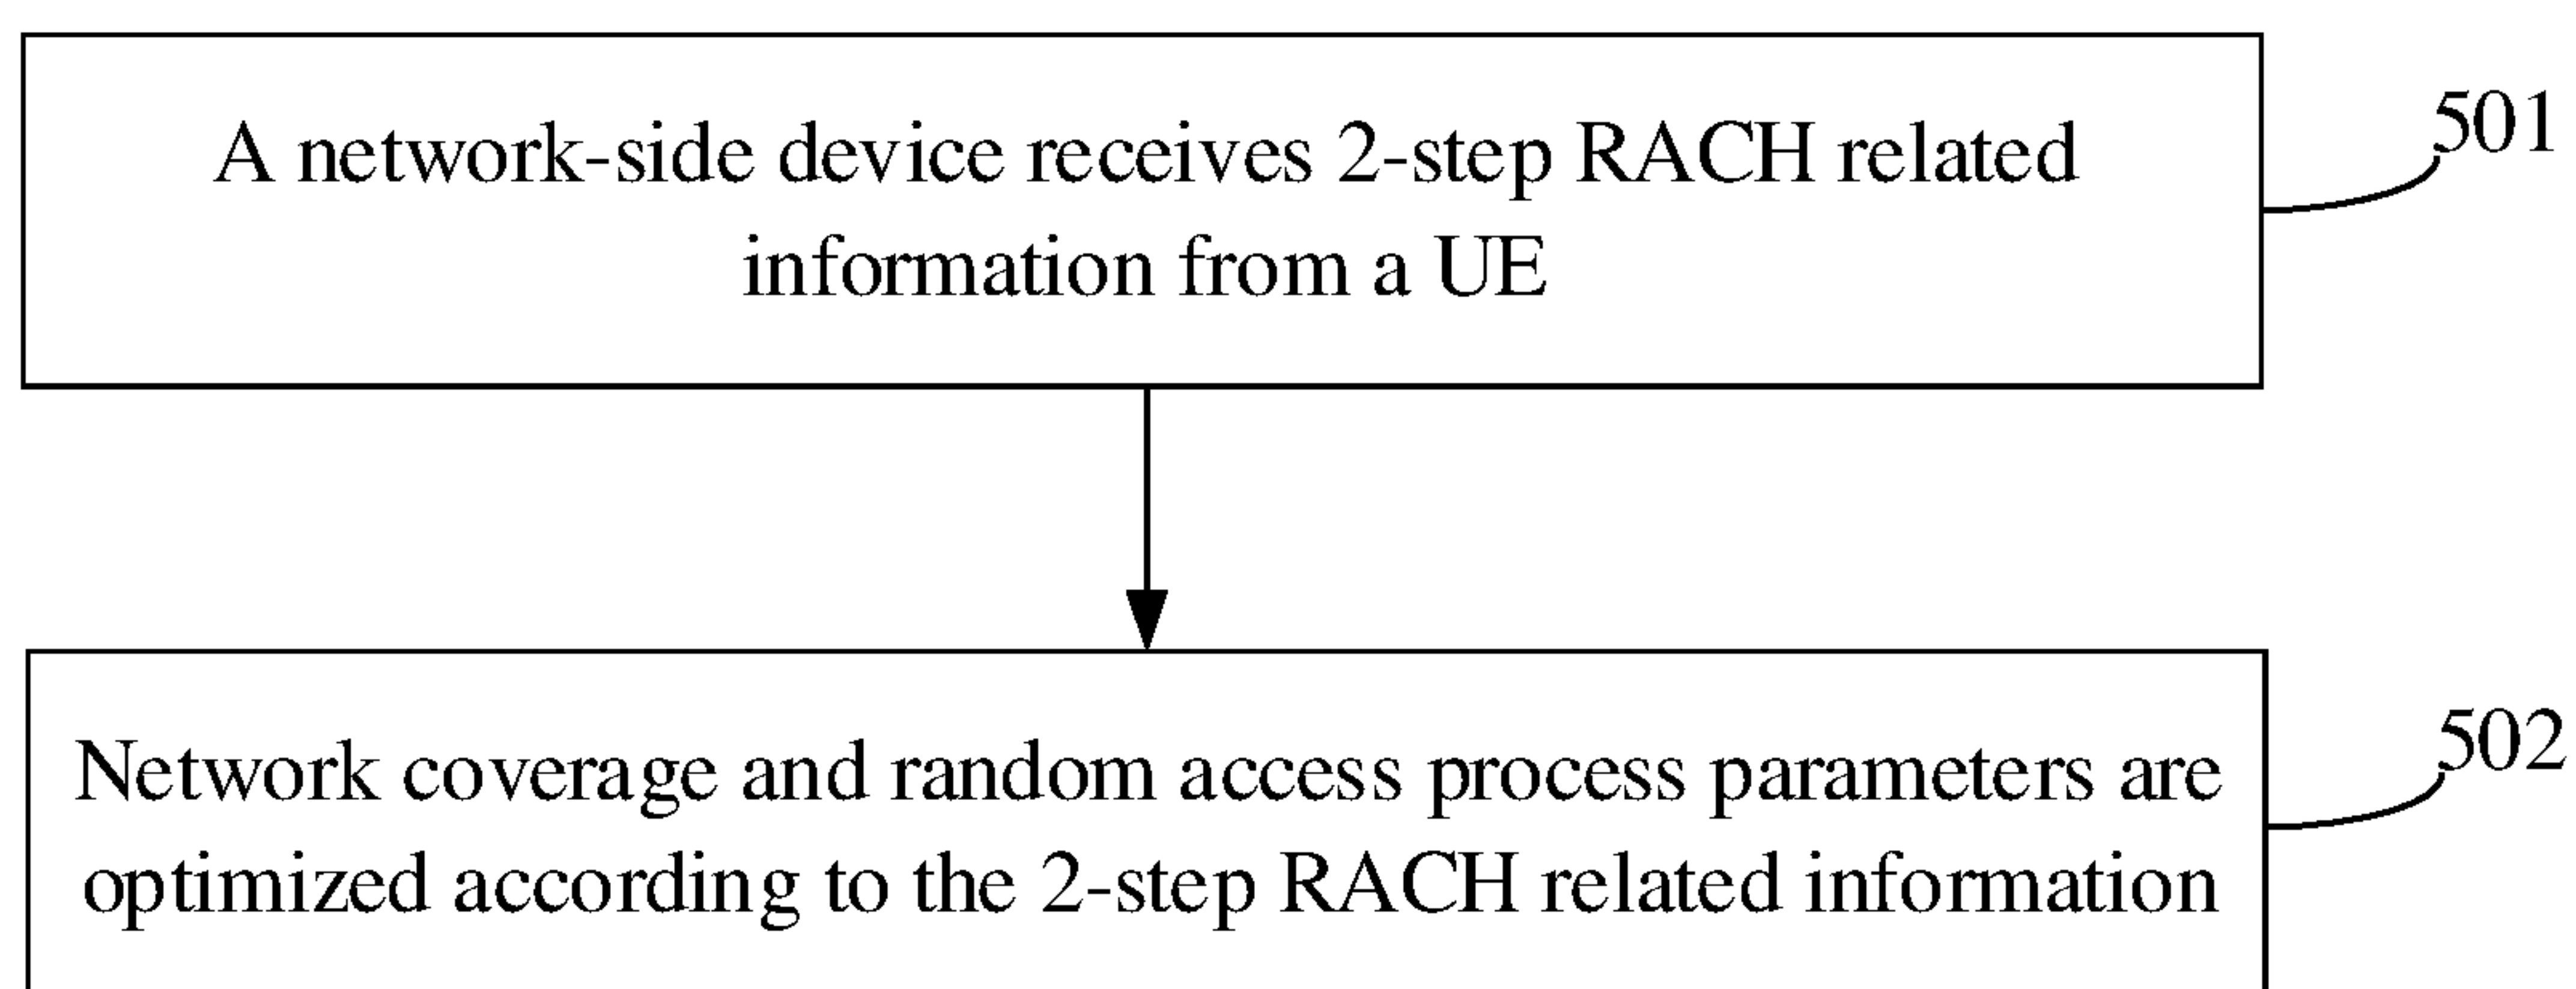 A network-side device receives 2-step RACH related
information from a UE
501
Network coverage and random access process parameters are
optimized according to the 2-step RACH related information
502